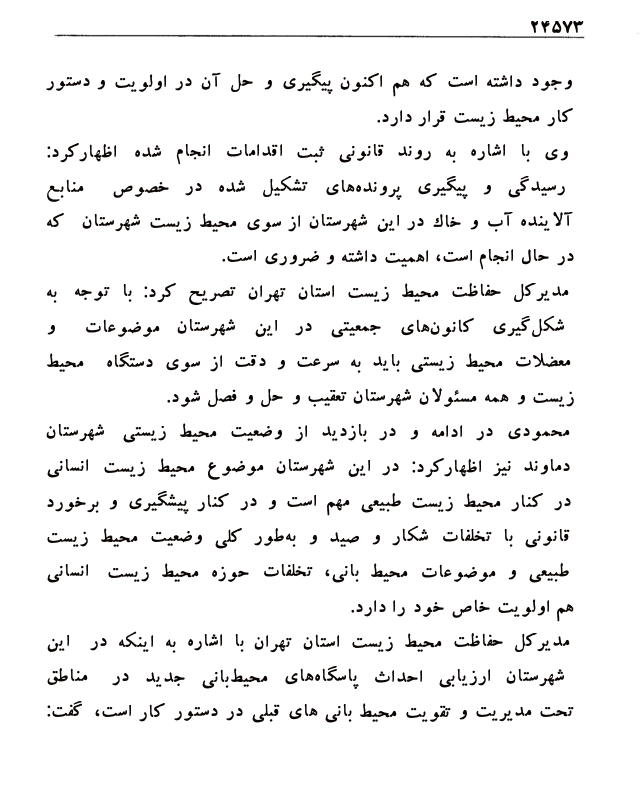 ۲۴۵۷۳
وجود داشته است که هم اکنون پیگیری و حل آن در اولویت و دستور
کار محیط زیست قرار دارد.
وی با اشاره به روند قانونی ثبت اقدامات انجام شده اظهارکرد:
رسیدگی و پیگیری پرونده‌های تشکیل شده در خصوص منابع
آلاینده آب و خاك در این شهرستان از سوی محیط زیست شهرستان که
در حال انجام است، اهمیت داشته و ضروری است.
مدیرکل حفاظت محیط زیست استان تهران تصریح کرد: با توجه به
شکل‌گیری کانون‌های جمعیتی در این شهرستان موضوعات و
معضلات محیط زیستی باید به سرعت و دقت از سوی دستگاه محیط
زیست و همه مسئولان شهرستان تعقیب و حل و فصل شود.
محمودی در ادامه و در بازدید از وضعیت محیط زیستی شهرستان
دماوند نیز اظهارکرد: در این شهرستان موضوع محیط زیست انسانی
در کنار محیط زیست طبیعی مهم است و در کنار پیشگیری و برخورد
قانونی با تخلفات شکار و صید و به‌طور کلی وضعیت محیط زیست
طبیعی و موضوعات محیط بانی، تخلفات حوزه محیط زیست انسانی
هم اولویت خاص خود را دارد.
مدیرکل حفاظت محیط زیست استان تهران با اشاره به اینکه در این
شهرستان ارزیابی احداث پاسگاه‌های محیط‌بانی جدید در مناطق
تحت مدیریت و تقویت محیط بانی های قبلی در دستور کار است، گفت: